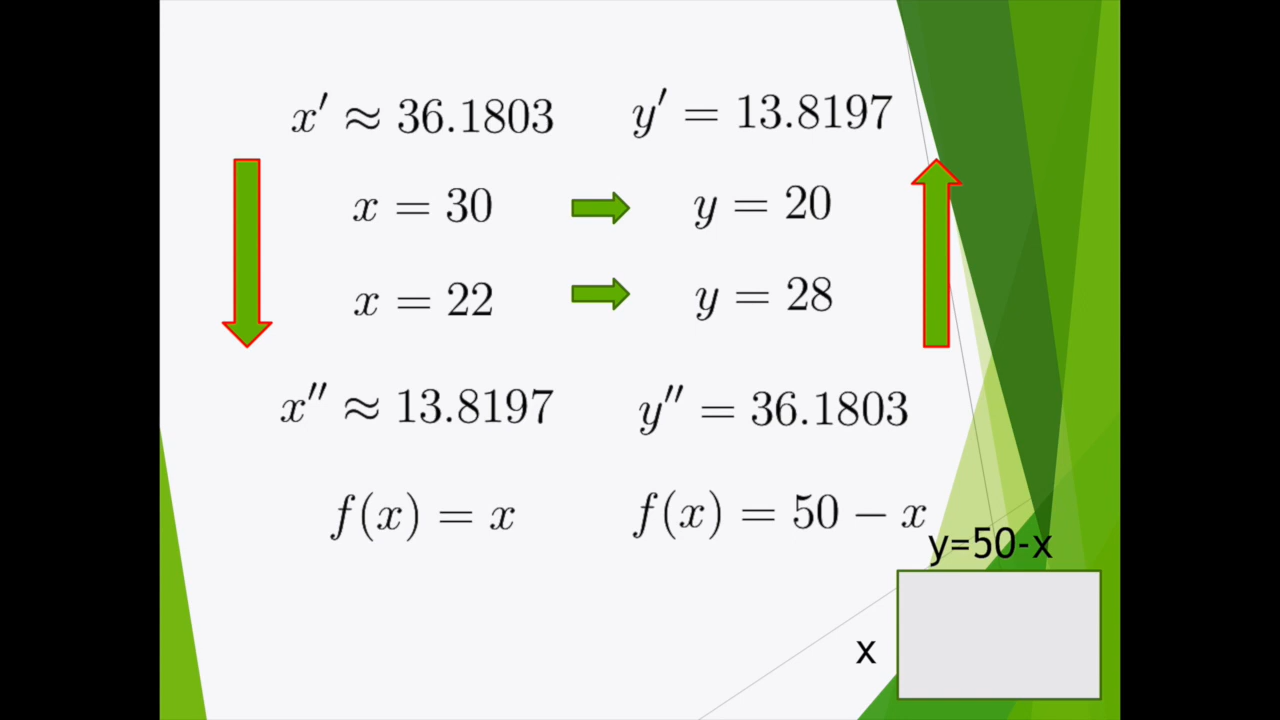 x′ ≈ 36.1803 y′ = 13.8197
x = 30 y = 20
x = 22 y = 28
x″ ≈ 13.8197 y″ = 36.1803
f(x) = x f(x) = 50 − x
y=50-x
x